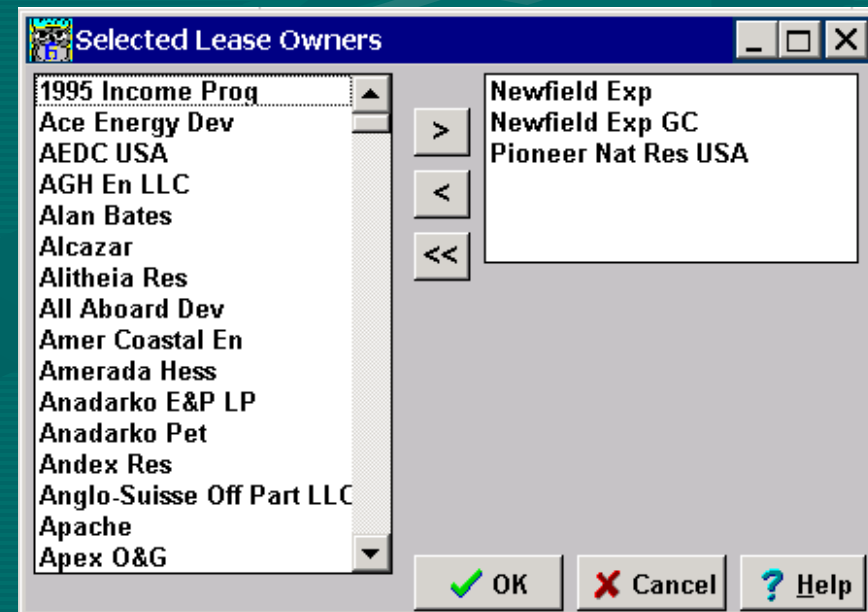 Selected Lease Owners
1995 Income Prog
Ace Energy Dev
AEDC USA
AGH En LLC
Alan Bates
Alcazar
Alitheia Res
All Aboard Dev
Amer Coastal En
Amerada Hess
Anadarko E&P LP
Anadarko Pet
Andex Res
Anglo-Suisse Off Part LLC
Apache
Apex O&G
>
<
<<
Newfield Exp
Newfield Exp GC
Pioneer Nat Res USA
OK
Cancel
? Help